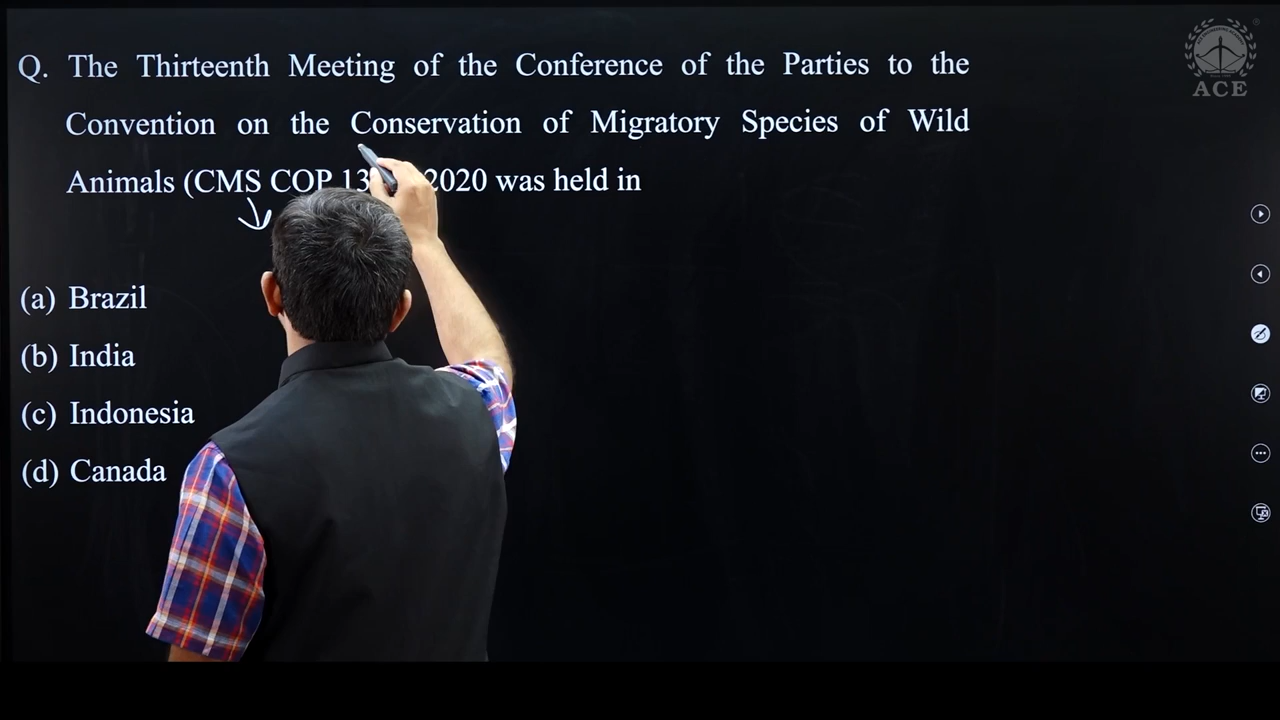 Q. The Thirteenth Meeting of the Conference of the Parties to the
Convention on the Conservation of Migratory Species of Wild
Animals (CMS COP 13 2020 was held in
(a) Brazil
(b) India
(c) Indonesia
(d) Canada
ACE